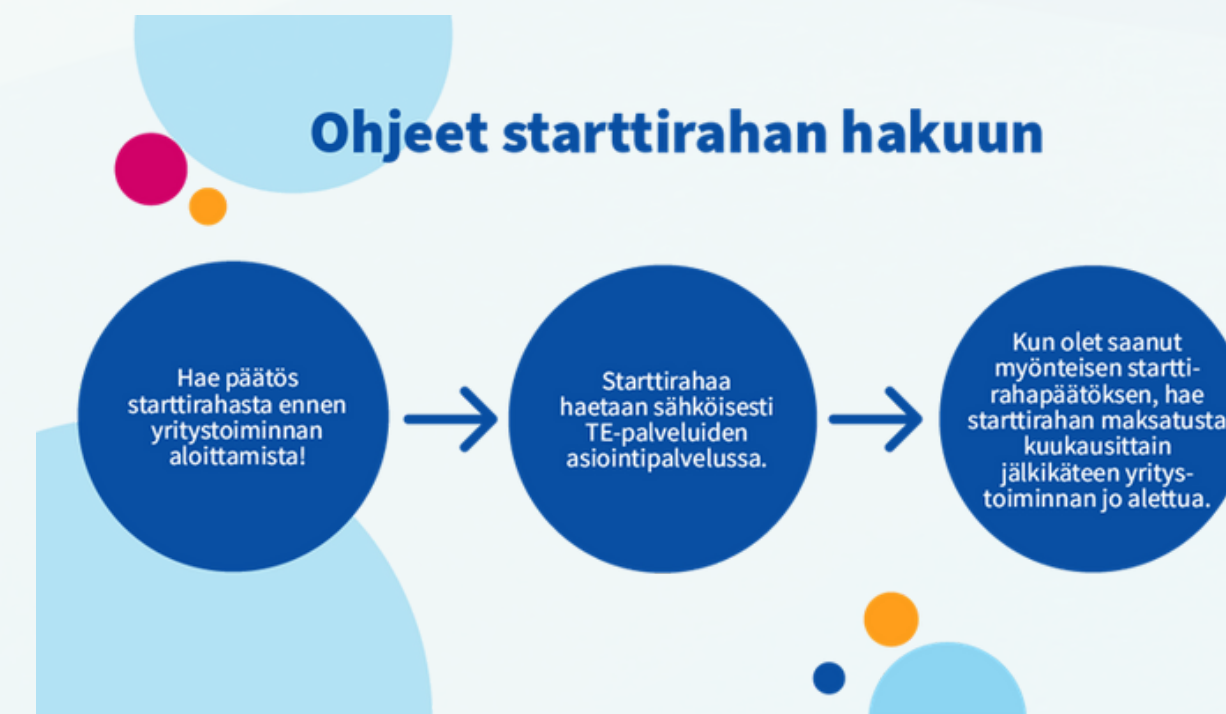 Ohjeet starttirahan hakuun
Hae päätös
starttirahasta ennen
yritystoiminnan
aloittamista!
Starttirahaa
haetaan sähköisesti
TE-palveluiden
asiointipalvelussa.
Kun olet saanut
myönteisen startti-
rahapäätöksen, hae
starttirahan maksatusta
kuukausittain
jälkikäteen yritys-
toiminnan jo alettua.